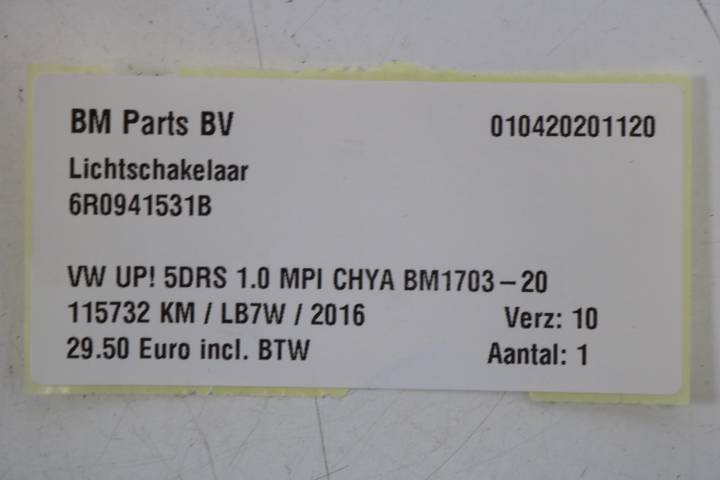 BM Parts BV 010420201120
Lichtschakelaar
6R0941531B
VW UP! 5DRS 1.0 MPI CHYA BM1703-20
115732 KM / LB7W / 2016 Verz: 10
29.50 Euro incl. BTW Aantal: 1